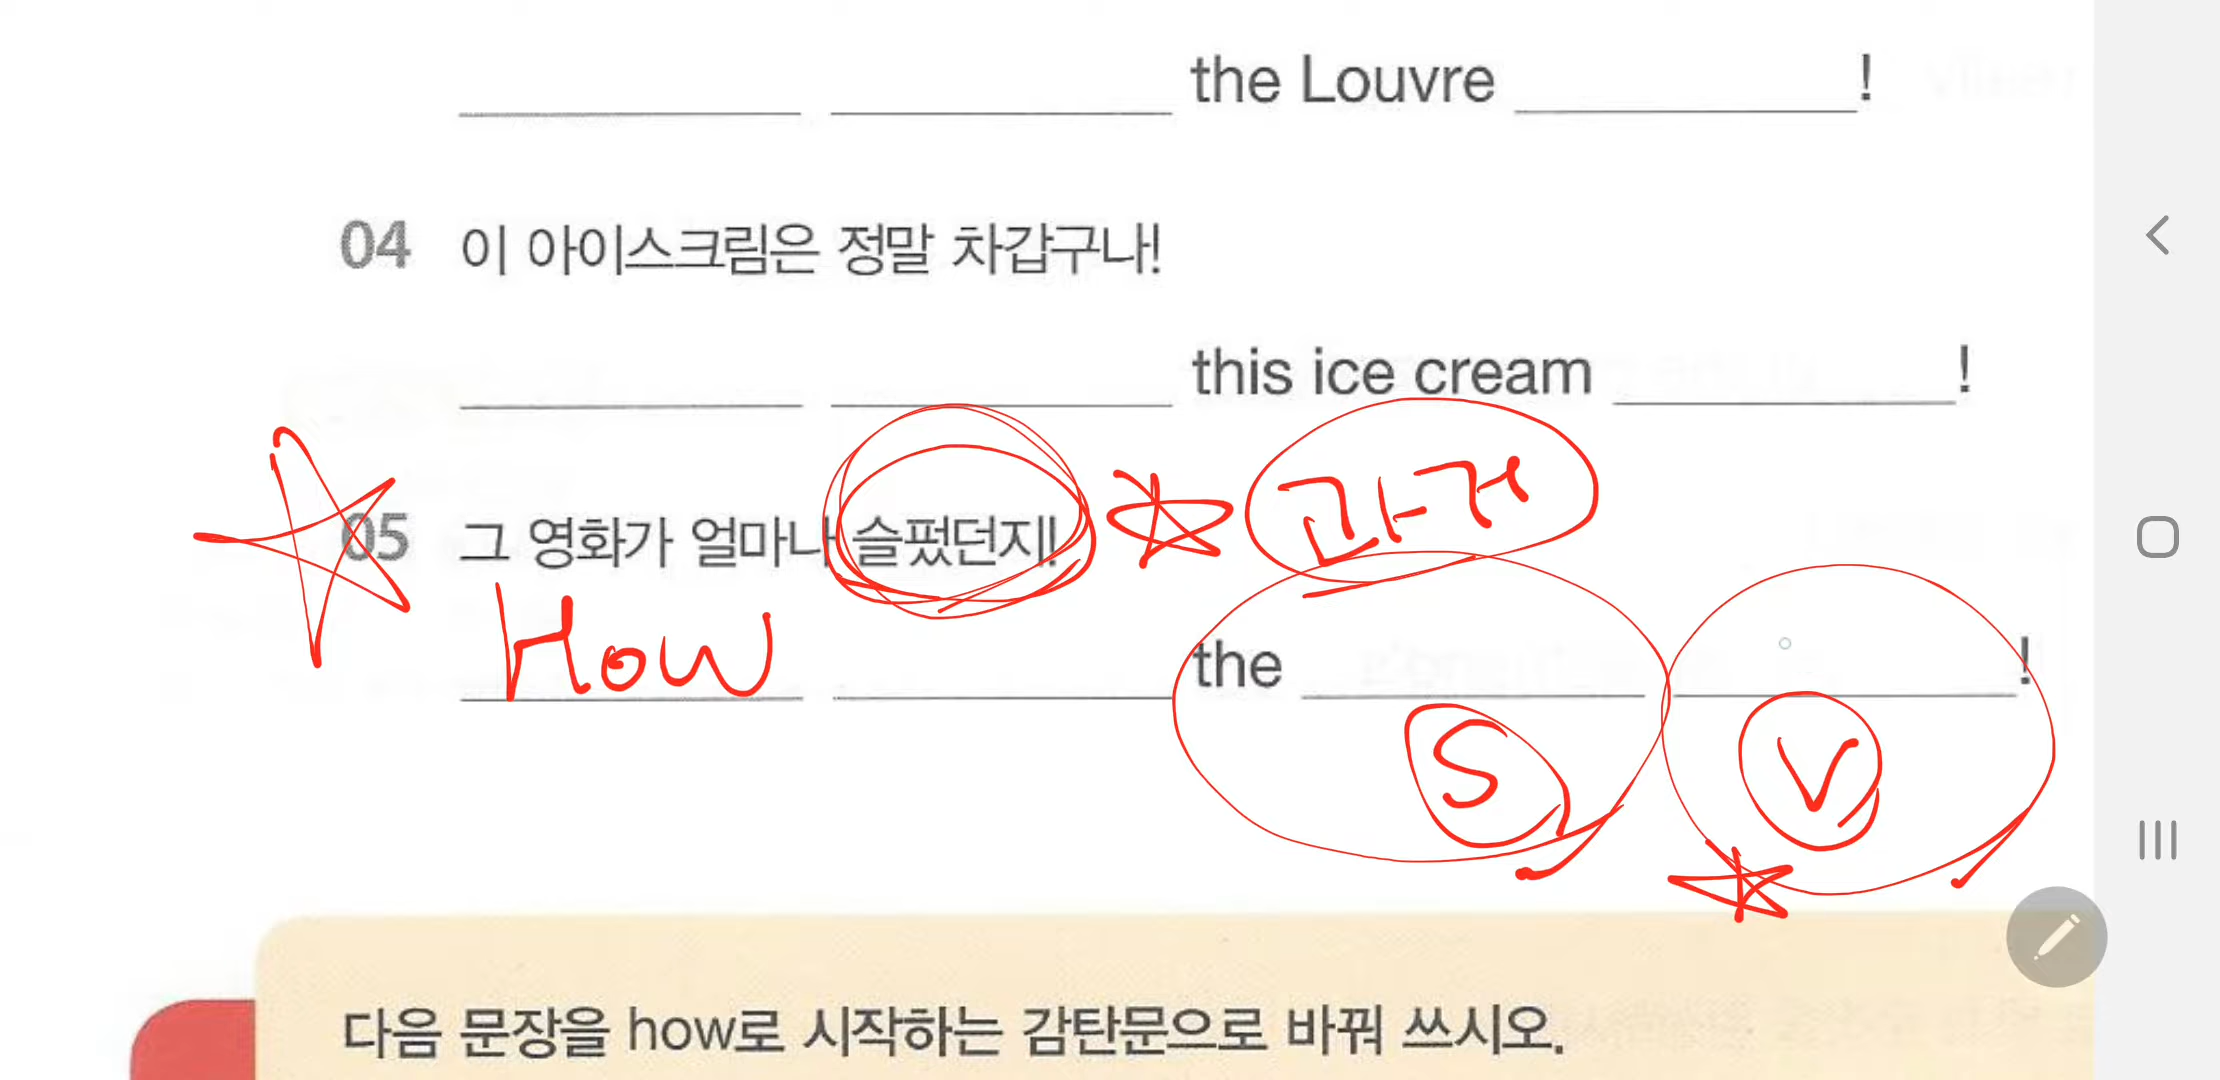 the Louvre !
04 이 아이스크림은 정말 차갑구나!
this ice cream !
05 그 영화가 얼마나 슬펐던지! 과거
How the !
S V
다음 문장을 how로 시작하는 감탄문으로 바꿔 쓰시오.